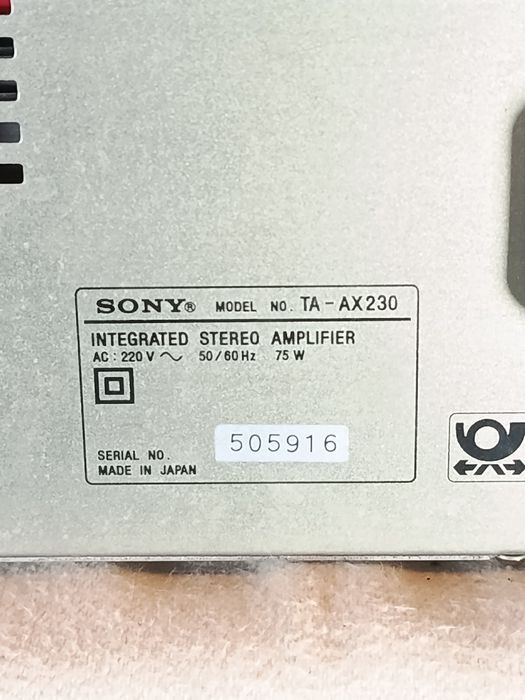 SONY® MODEL NO. TA-AX230
INTEGRATED STEREO AMPLIFIER
AC: 220 V ~ 50/60 Hz 75 W
SERIAL NO. 505916
MADE IN JAPAN